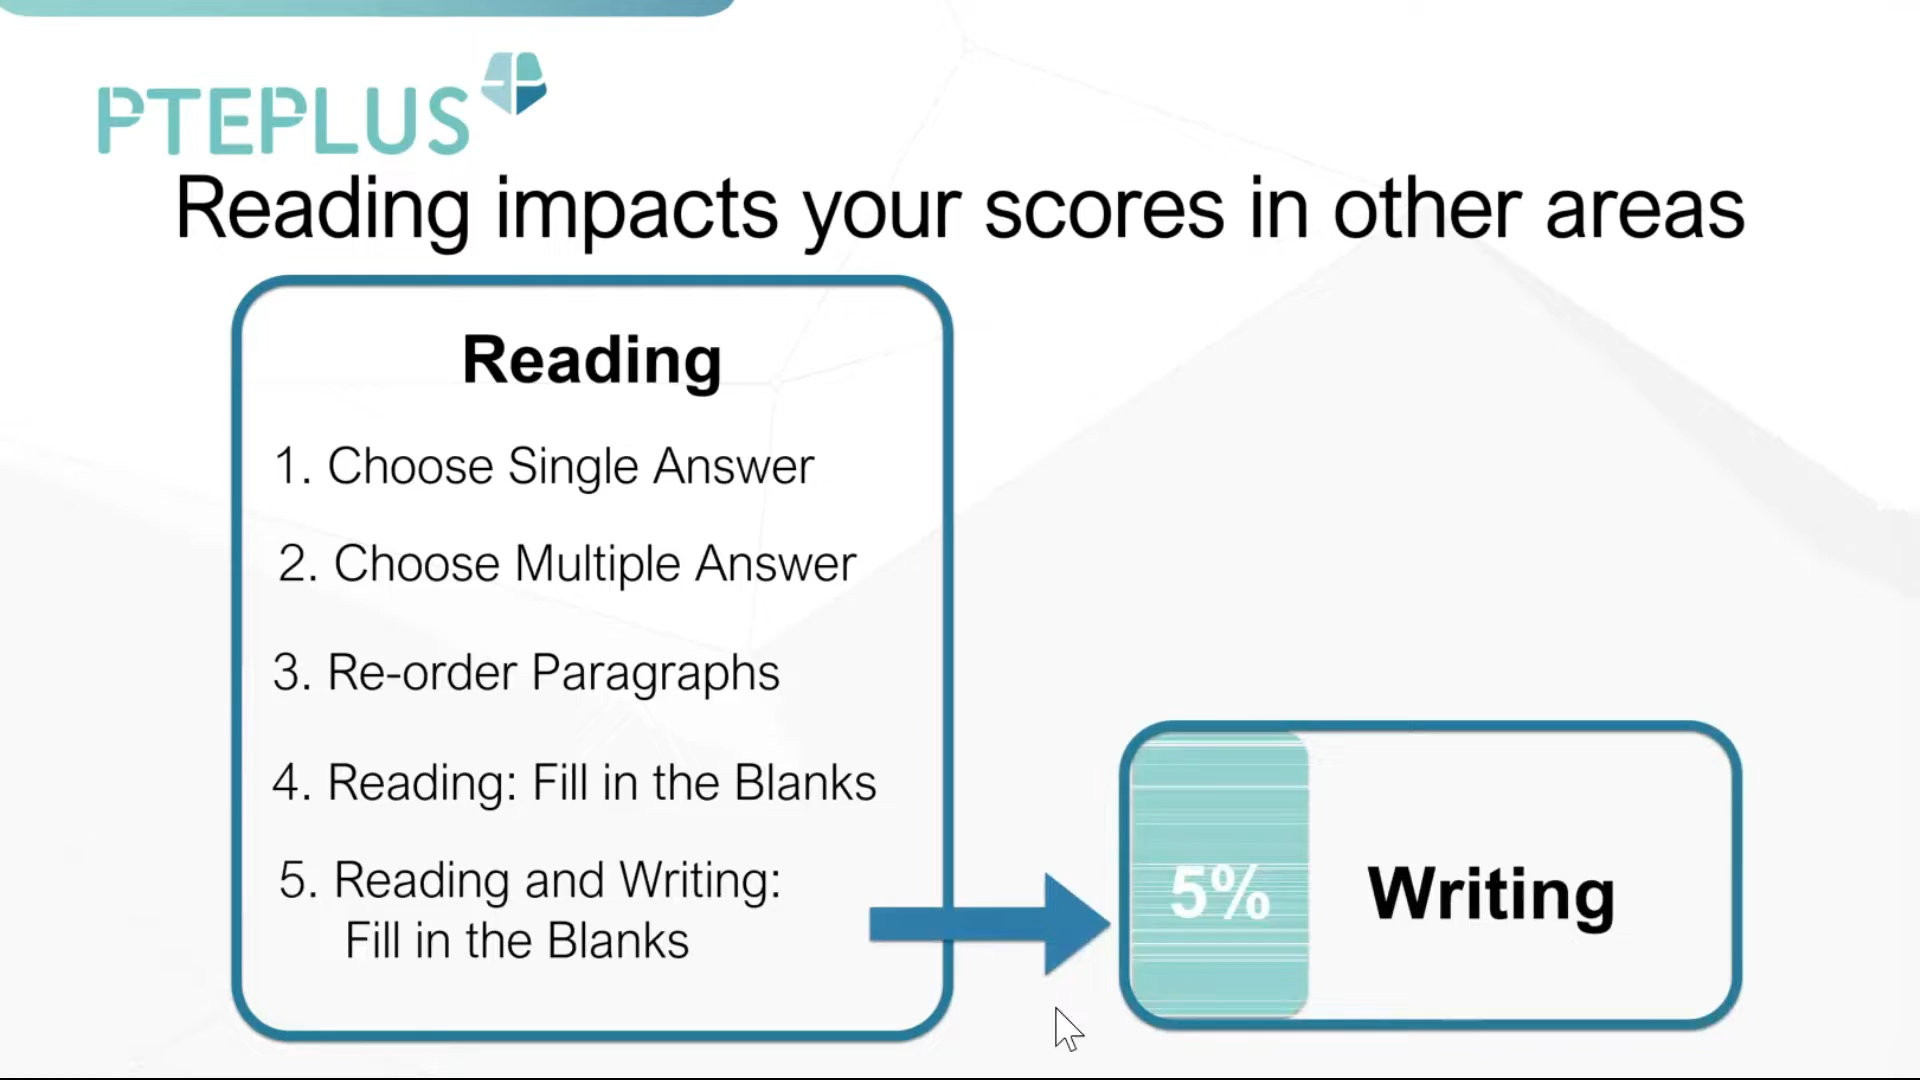 PTEPLUS
Reading impacts your scores in other areas
Reading
1. Choose Single Answer
2. Choose Multiple Answer
3. Re-order Paragraphs
4. Reading: Fill in the Blanks
5. Reading and Writing:
Fill in the Blanks
5%
Writing